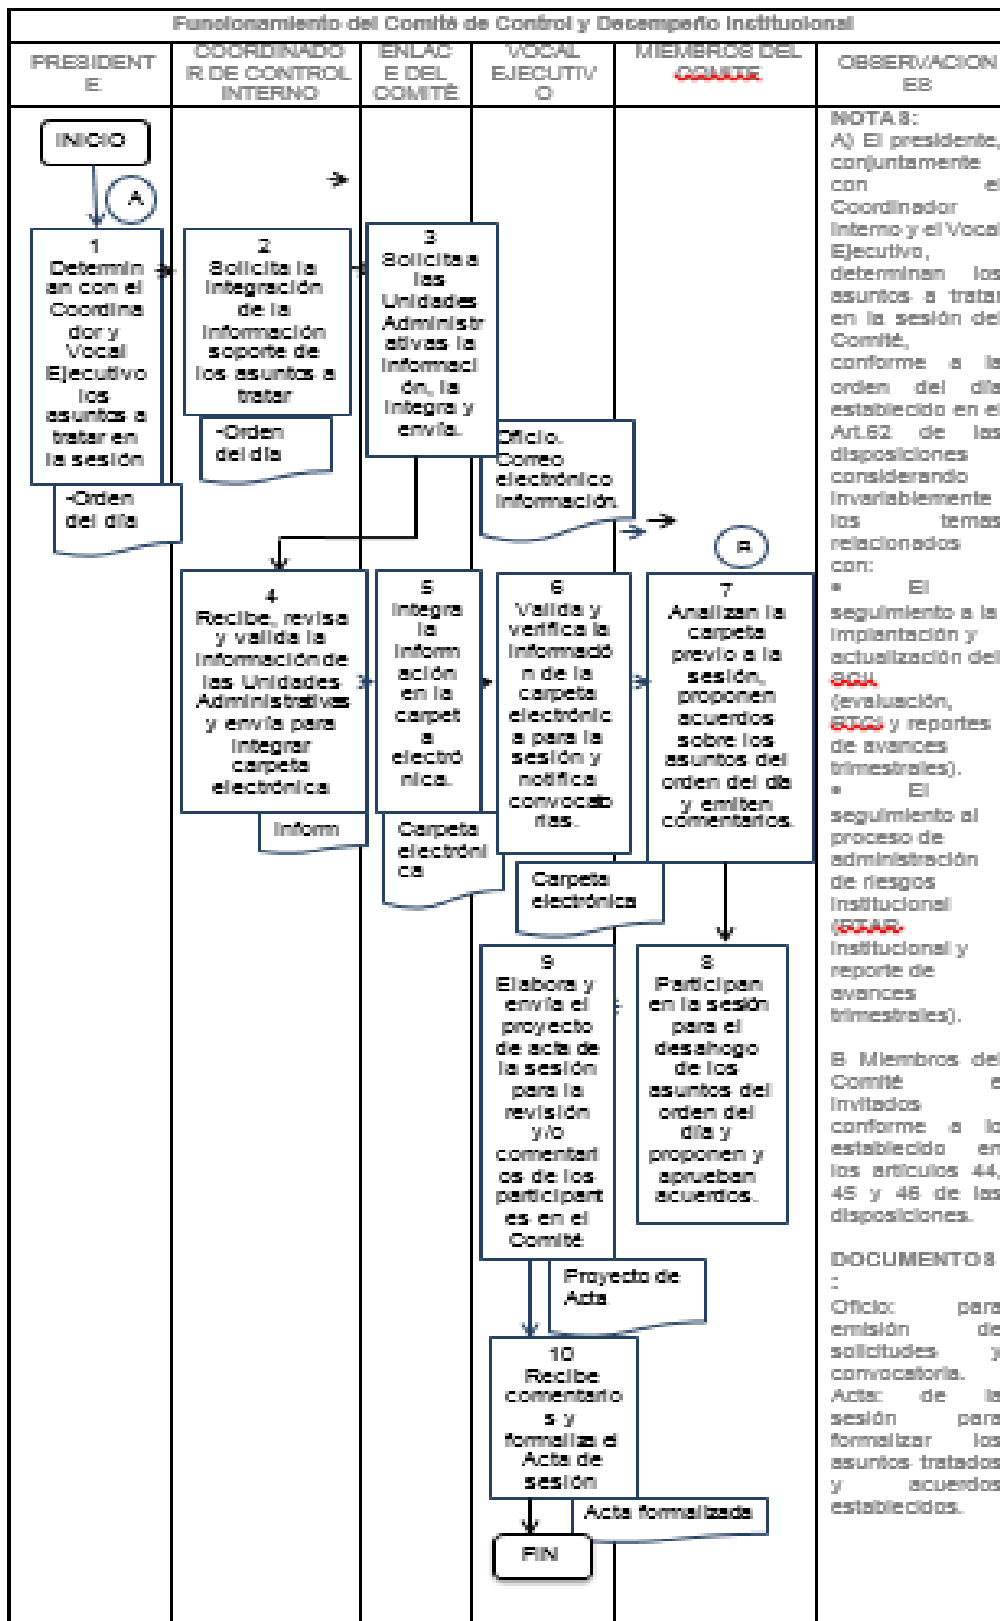 Funcionamiento del Comité de Control y Desempeño Institucional
PRESIDENT
E
COORDINADO
R DE CONTROL
INTERNO
ENLAC
E DEL
COMITÉ
VOCAL
EJECUTIV
O
MIEMBROS DEL
COMITÉ
OBSERVACION
ES
INICIO
A
1
Determin
an con el
Coordina
dor y
Vocal
Ejecutivo
los
asuntos a
tratar en
la sesión
-Orden
del día
2
Solicita la
integración
de la
información
soporte de
los asuntos a
tratar
-Orden
del día
3
Solicita a
las
Unidades
Administr
ativas la
informaci
ón, la
integra y
envía.
Oficio.
Correo
electrónico
información.
B
4
Recibe, revisa
y valida la
información de
las Unidades
Administrativas
y envía para
integrar
carpeta
electrónica
Inform
5
Integra
la
inform
ación
en la
carpet
a
electró
nica.
Carpeta
electróni
ca
6
Valida y
verifica la
informació
n de la
carpeta
electrónic
a para la
sesión y
notifica
convocato
rias.
Carpeta
electrónica
7
Analizan la
carpeta
previo a la
sesión,
proponen
acuerdos
sobre los
asuntos del
orden del día
y emiten
comentarios.
8
Participan
en la sesión
para el
desahogo
de los
asuntos del
orden del
día y
proponen y
aprueban
acuerdos.
9
Elabora y
envía el
proyecto
de acta de
la sesión
para la
revisión
y/o
comentari
os de los
participant
es en el
Comité
Proyecto de
Acta
10
Recibe
comentario
s y
formaliza el
Acta de
sesión
Acta formalizada
FIN
NOTAS:
A) El presidente,
conjuntamente
con el
Coordinador
Interno y el Vocal
Ejecutivo,
determinan los
asuntos a tratar
en la sesión del
Comité,
conforme a la
orden del día
establecido en el
Art.62 de las
disposiciones
considerando
invariablemente
los temas
relacionados
con:
• El
seguimiento a la
implantación y
actualización del
(evaluación,
y reportes
de avances
trimestrales).
• El
seguimiento al
proceso de
administración
de riesgos
institucional
(PTAR
institucional y
reporte de
avances
trimestrales).
B Miembros del
Comité e
invitados
conforme a lo
establecido en
los artículos 44,
45 y 46 de las
disposiciones.
DOCUMENTOS
:
Oficio: para
emisión de
solicitudes y
convocatoria.
Acta: de la
sesión para
formalizar los
asuntos tratados
y acuerdos
establecidos.